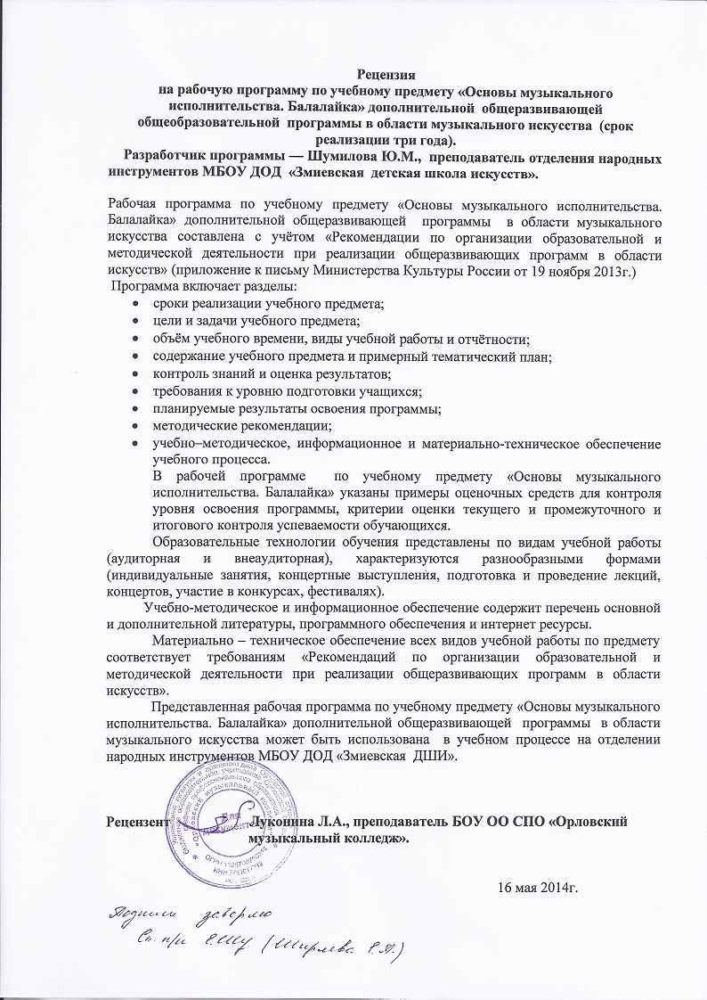 Рецензия
на рабочую программу по учебному предмету «Основы музыкального
исполнительства. Балалайка» дополнительной общеразвивающей
общеобразовательной программы в области музыкального искусства (срок
реализации три года).
Разработчик программы — Шумилова Ю.М., преподаватель отделения народных
инструментов МБОУ ДОД «Змиевская детская школа искусств».
Рабочая программа по учебному предмету «Основы музыкального исполнительства.
Балалайка» дополнительной общеразвивающей программы в области музыкального
искусства составлена с учётом «Рекомендации по организации образовательной и
методической деятельности при реализации общеразвивающих программ в области
искусств» (приложение к письму Министерства Культуры России от 19 ноября 2013г.)
Программа включает разделы:
• сроки реализации учебного предмета;
• цели и задачи учебного предмета;
• объём учебного времени, виды учебной работы и отчётности;
• содержание учебного предмета и примерный тематический план;
• контроль знаний и оценка результатов;
• требования к уровню подготовки учащихся;
• планируемые результаты освоения программы;
• методические рекомендации;
• учебно–методическое, информационное и материально-техническое обеспечение
учебного процесса.
В рабочей программе по учебному предмету «Основы музыкального
исполнительства. Балалайка» указаны примеры оценочных средств для контроля
уровня освоения программы, критерии оценки текущего и промежуточного и
итогового контроля успеваемости обучающихся.
Образовательные технологии обучения представлены по видам учебной работы
(аудиторная и внеаудиторная), характеризуются разнообразными формами
(индивидуальные занятия, концертные выступления, подготовка и проведение лекций,
концертов, участие в конкурсах, фестивалях).
Учебно-методическое и информационное обеспечение содержит перечень основной
и дополнительной литературы, программного обеспечения и интернет ресурсы.
Материально – техническое обеспечение всех видов учебной работы по предмету
соответствует требованиям «Рекомендаций по организации образовательной и
методической деятельности при реализации общеразвивающих программ в области
искусств».
Представленная рабочая программа по учебному предмету «Основы музыкального
исполнительства. Балалайка» дополнительной общеразвивающей программы в области
музыкального искусства может быть использована в учебном процессе на отделении
народных инструментов МБОУ ДОД «Змиевская ДШИ».
Для
документов
Рецензент Луконина Л.А., преподаватель БОУ ОО СПО «Орловский
музыкальный колледж».
16 мая 2014г.
Подписи заверяю